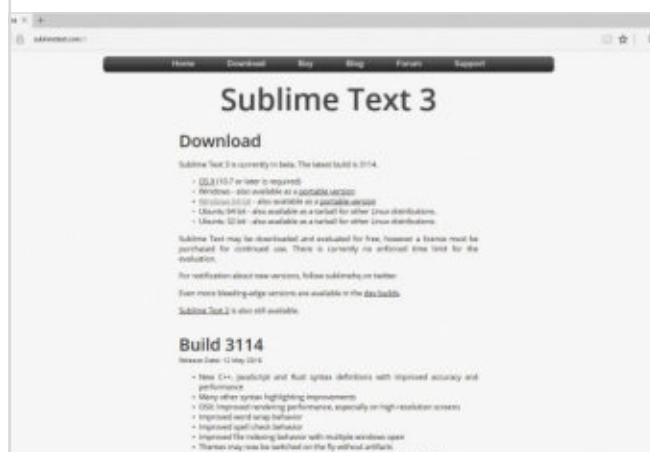 sublimetext.com/3
Home Download Buy Blog Forum Support
Sublime Text 3
Download
Sublime Text 3 is currently in beta. The latest build is 3114.
OS X (10.7 or later is required)
Windows - also available as a portable version
Windows 64 bit - also available as a portable version
Ubuntu 64 bit - also available as a tarball for other Linux distributions.
Ubuntu 32 bit - also available as a tarball for other Linux distributions.
Sublime Text may be downloaded and evaluated for free, however a license must be
purchased for continued use. There is currently no enforced time limit for the
evaluation.
For notification about new versions, follow sublimehq on twitter.
Even more bleeding-edge versions are available in the dev builds.
Sublime Text 2 is also still available.
Build 3114
Release Date: 12 May 2016
New C++, JavaScript and Rust syntax definitions with improved accuracy and
performance
Many other syntax highlighting improvements
OSX: Improved rendering performance, especially on high resolution screens
Improved word wrap behavior
Improved spell check behavior
Improved file indexing behavior with multiple windows open
Themes may now be switched on the fly without artifacts